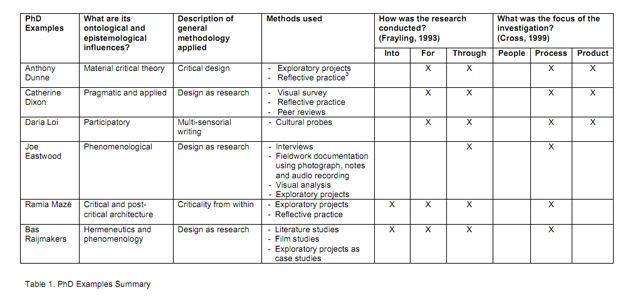 PhD Examples | What are its ontological and epistemological influences? | Description of general methodology applied | Methods used | How was the research conducted? (Frayling, 1993) | What was the focus of the investigation? (Cross, 1999)
Into | For | Through | People | Process | Product
Anthony Dunne | Material critical theory | Critical design | - Exploratory projects - Reflective practice³ | | X | X | | X | X
Catherine Dixon | Pragmatic and applied | Design as research | - Visual survey - Reflective practice - Peer reviews | | X | X | | X | X
Daria Loi | Participatory | Multi-sensorial writing | - Cultural probes | | X | X | | X | X
Joe Eastwood | Phenomenological | Design as research | - Interviews - Fieldwork documentation using photograph, notes and audio recording - Visual analysis - Exploratory projects | | | X | | X |
Ramia Mazé | Critical and post-critical architecture | Criticality from within | - Exploratory projects - Reflective practice | X | X | X | | X |
Bas Raijmakers | Hermeneutics and phenomenology | Design as research | - Literature studies - Film studies - Exploratory projects as case studies | X | X | X | | X |
Table 1. PhD Examples Summary